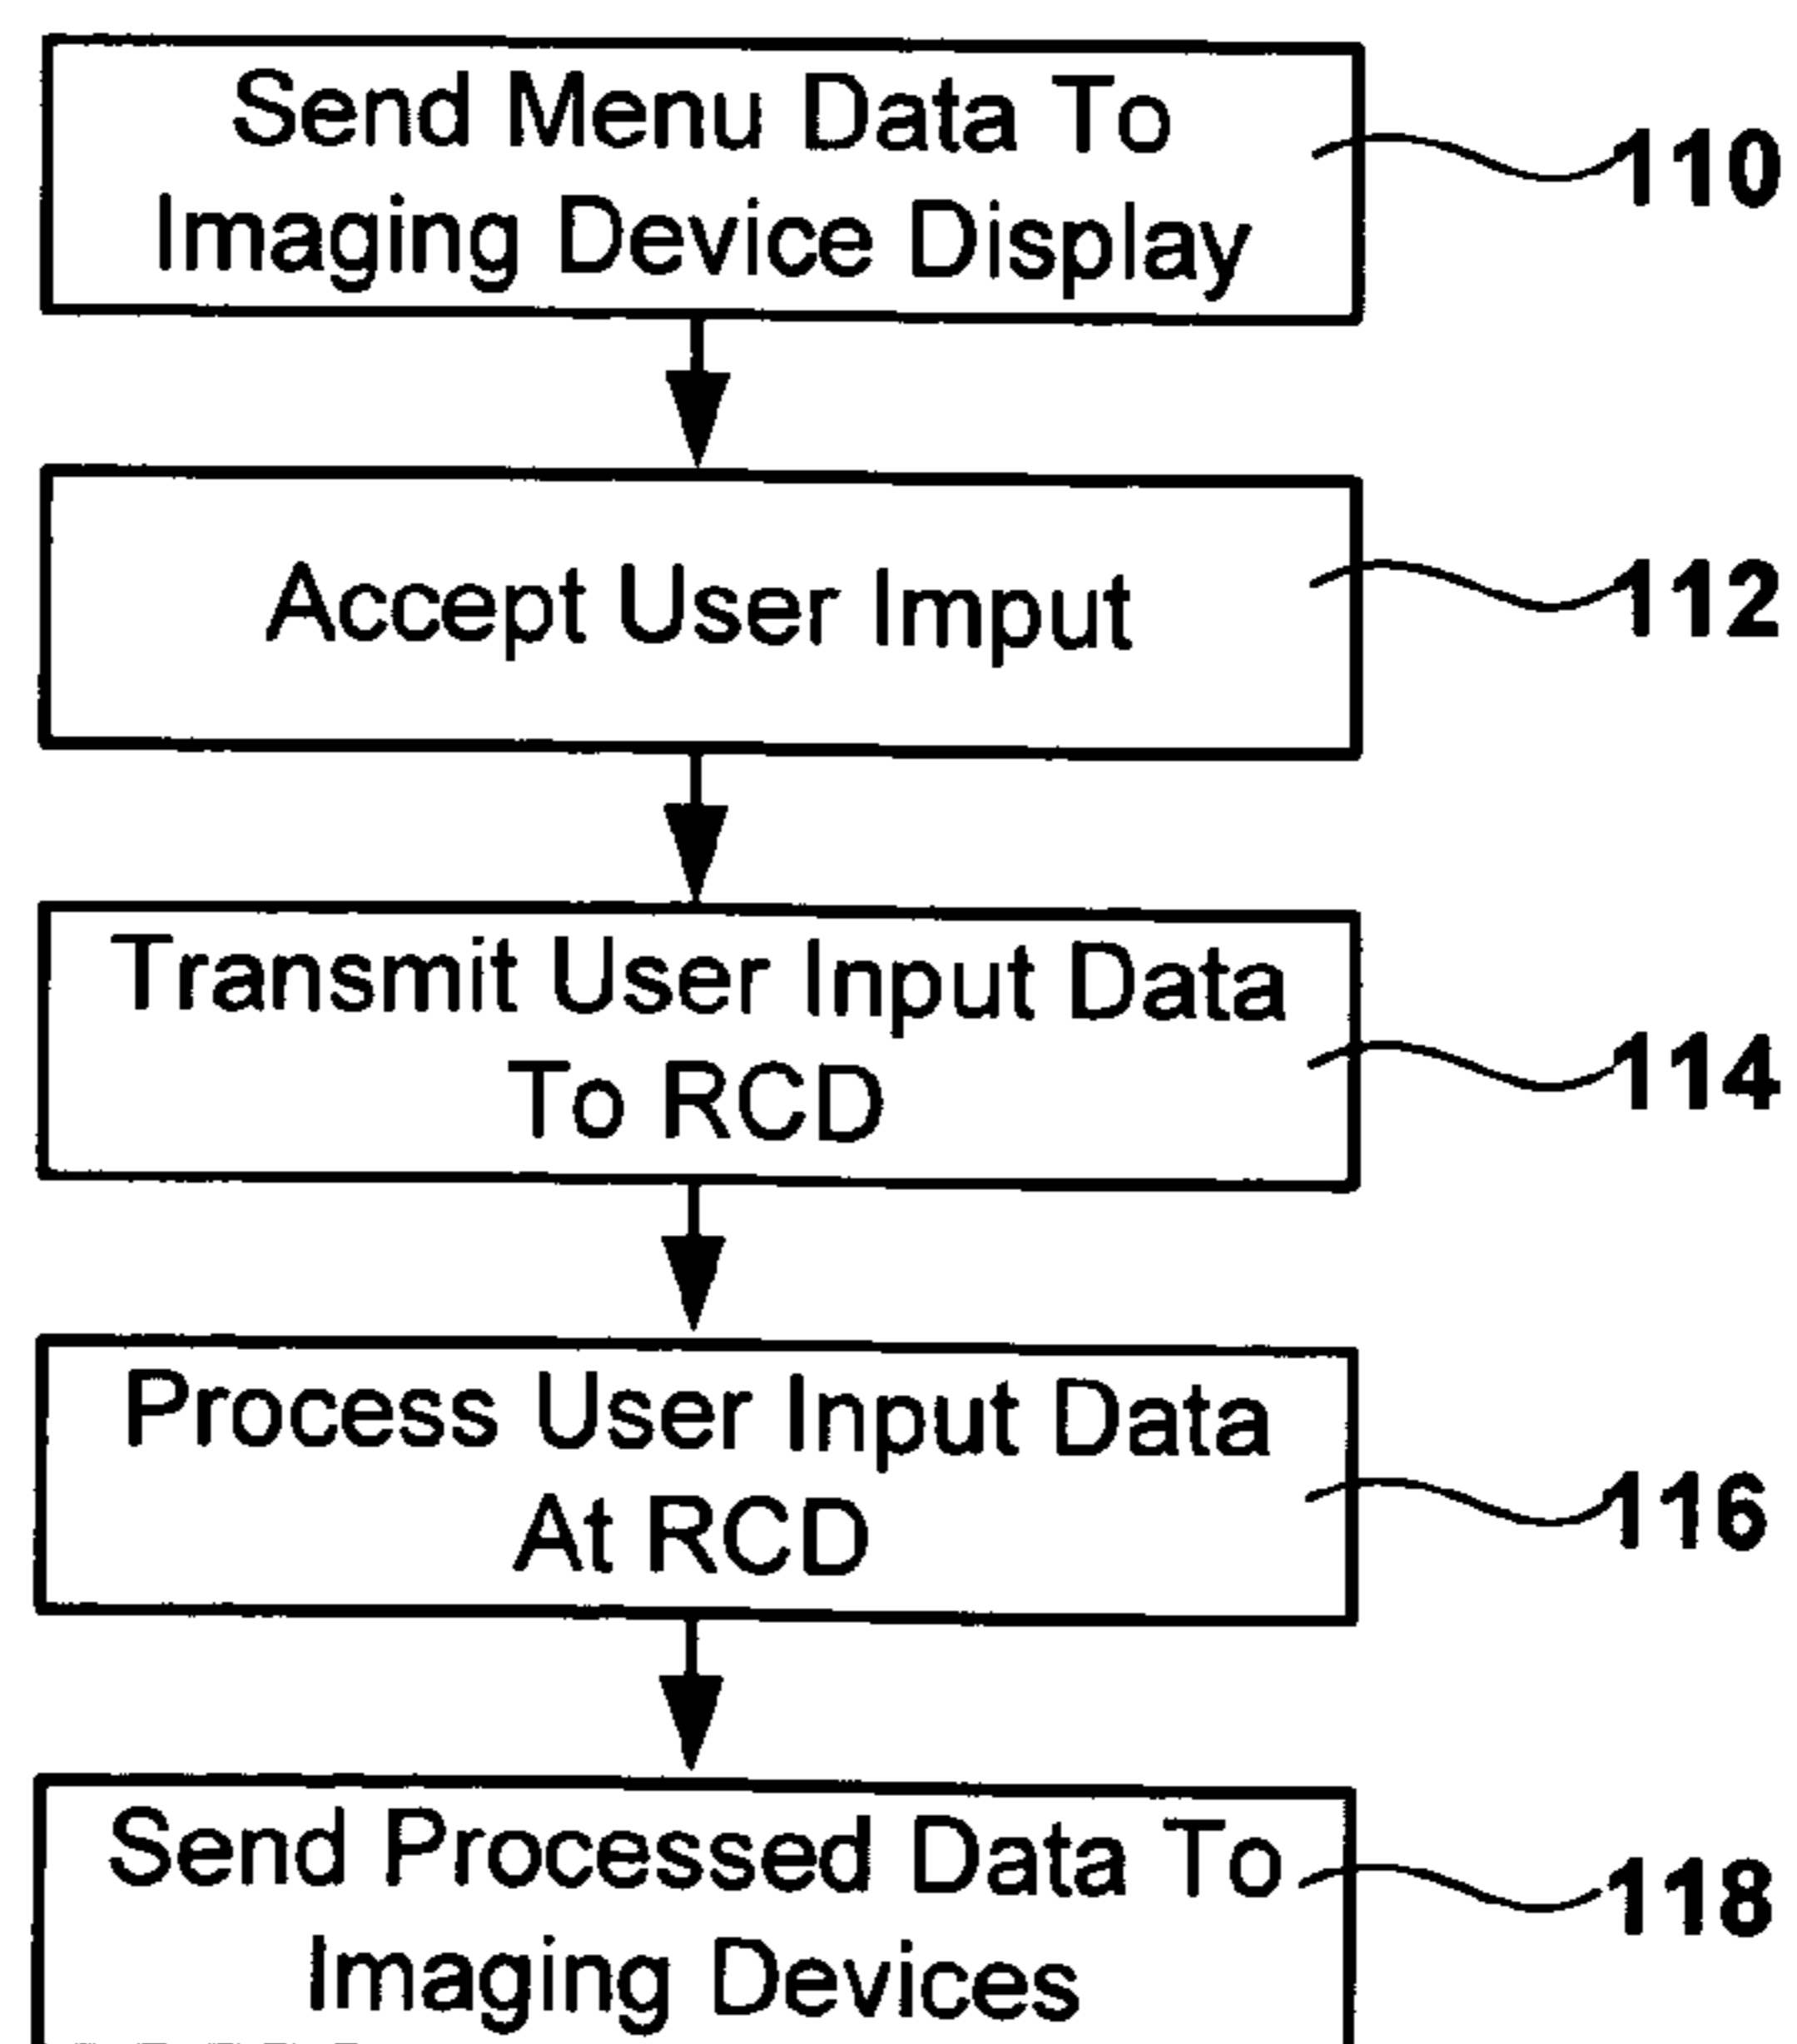 Send Menu Data To
Imaging Device Display
110
Accept User Imput
112
Transmit User Input Data
To RCD
114
Process User Input Data
At RCD
116
Send Processed Data To
Imaging Devices
118